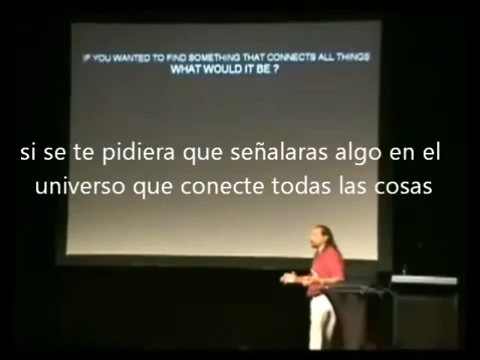 IF YOU WANTED TO FIND SOMETHING THAT CONNECTS ALL THINGS
WHAT WOULD IT BE ?
si se te pidiera que señalaras algo en el
universo que conecte todas las cosas